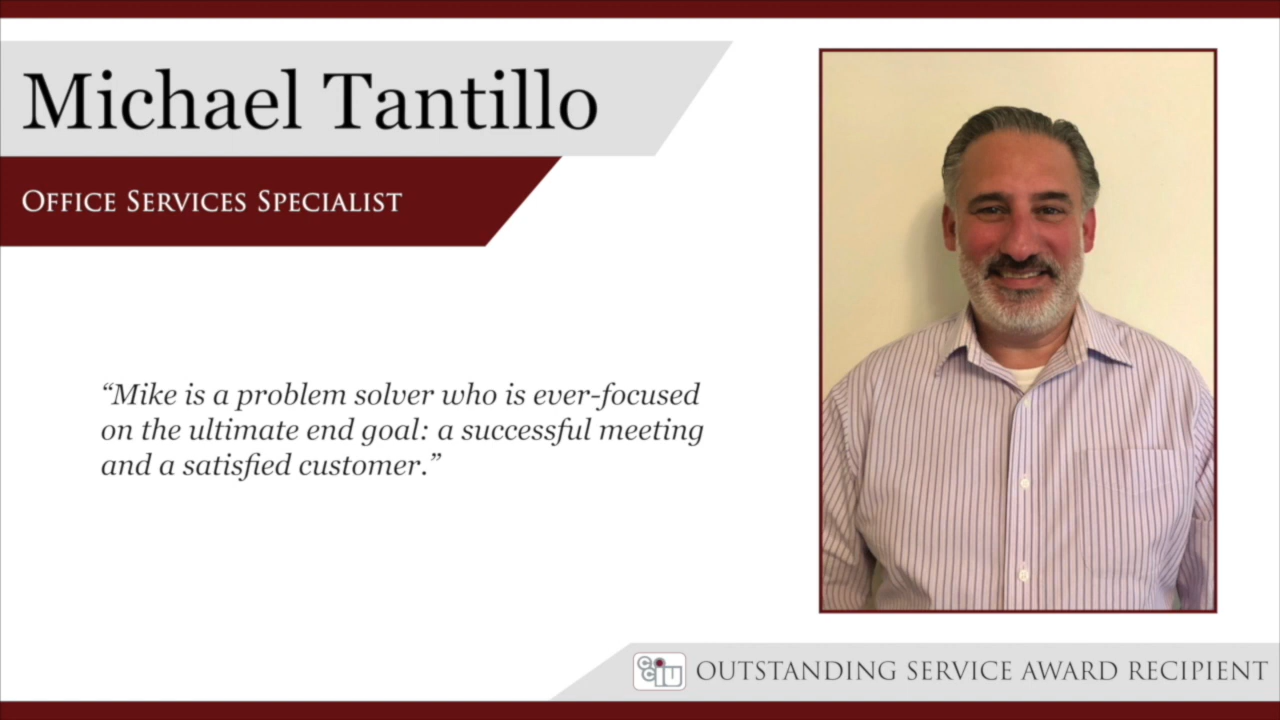 Michael Tantillo
Office Services Specialist
“Mike is a problem solver who is ever-focused
on the ultimate end goal: a successful meeting
and a satisfied customer.”
CCCIU OUTSTANDING SERVICE AWARD RECIPIENT